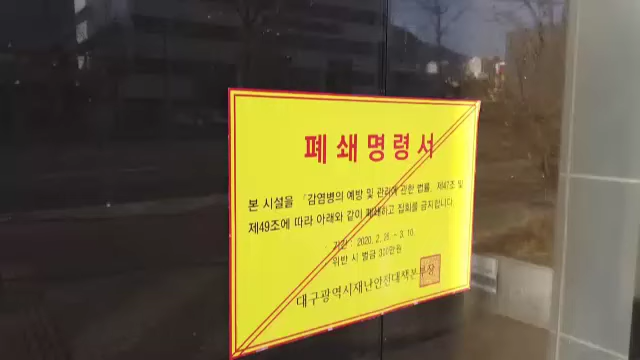 폐쇄명령서
본 시설을 「감염병의 예방 및 관리에 관한 법률」 제47조 및
제49조에 따라 아래와 같이 폐쇄하고 집회를 금지합니다.
기간 : 2020. 2. 26. ~ 3. 10.
위반 시 벌금 300만원
대구광역시재난안전대책본부장